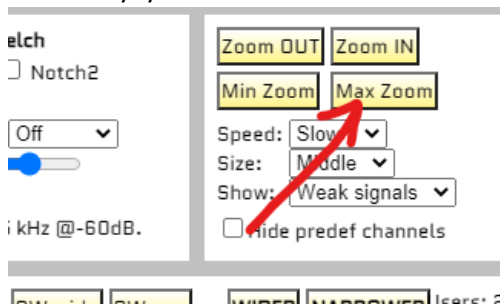 elch
Zoom OUT Zoom IN
Notch2
Min Zoom Max Zoom
Off
Speed: Slow
Size: Middle
Show: Weak signals
kHz @-60dB.
Hide predef channels
WIDER NARROWER